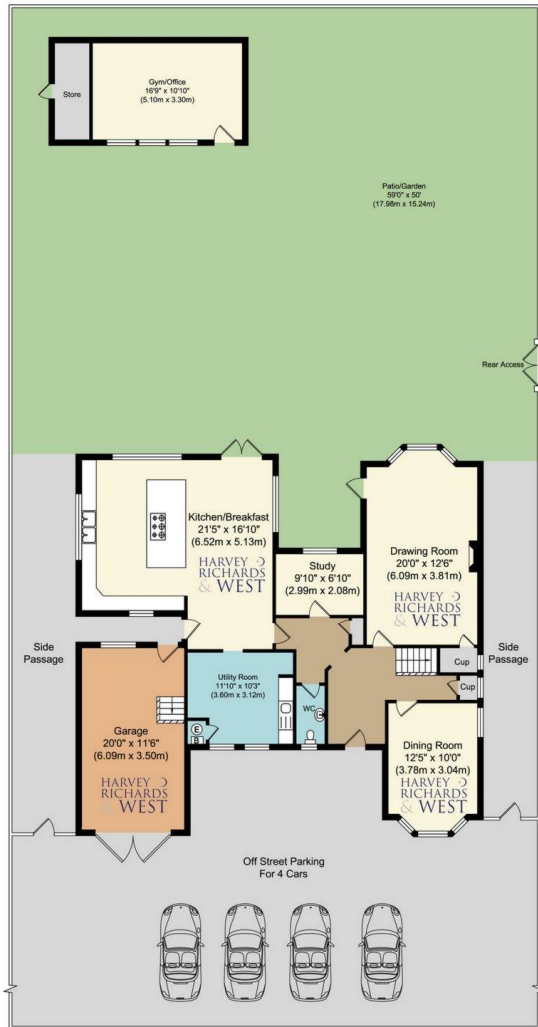 Store
Gym/Office
16'9" x 10'10"
(5.10m x 3.30m)
Patio/Garden
59'0" x 50'
(17.98m x 15.24m)
Rear Access
Kitchen/Breakfast
21'5" x 16'10"
(6.52m x 5.13m)
HARVEY
RICHARDS
& WEST
Study
9'10" x 6'10"
(2.99m x 2.08m)
Drawing Room
20'0" x 12'6"
(6.09m x 3.81m)
HARVEY
RICHARDS
& WEST
Side
Passage
Side
Passage
Cup
Cup
Utility Room
11'10" x 10'3"
(3.60m x 3.12m)
WC
E
B
Garage
20'0" x 11'6"
(6.09m x 3.50m)
HARVEY
RICHARDS
& WEST
Dining Room
12'5" x 10'0"
(3.78m x 3.04m)
HARVEY
RICHARDS
& WEST
Off Street Parking
For 4 Cars